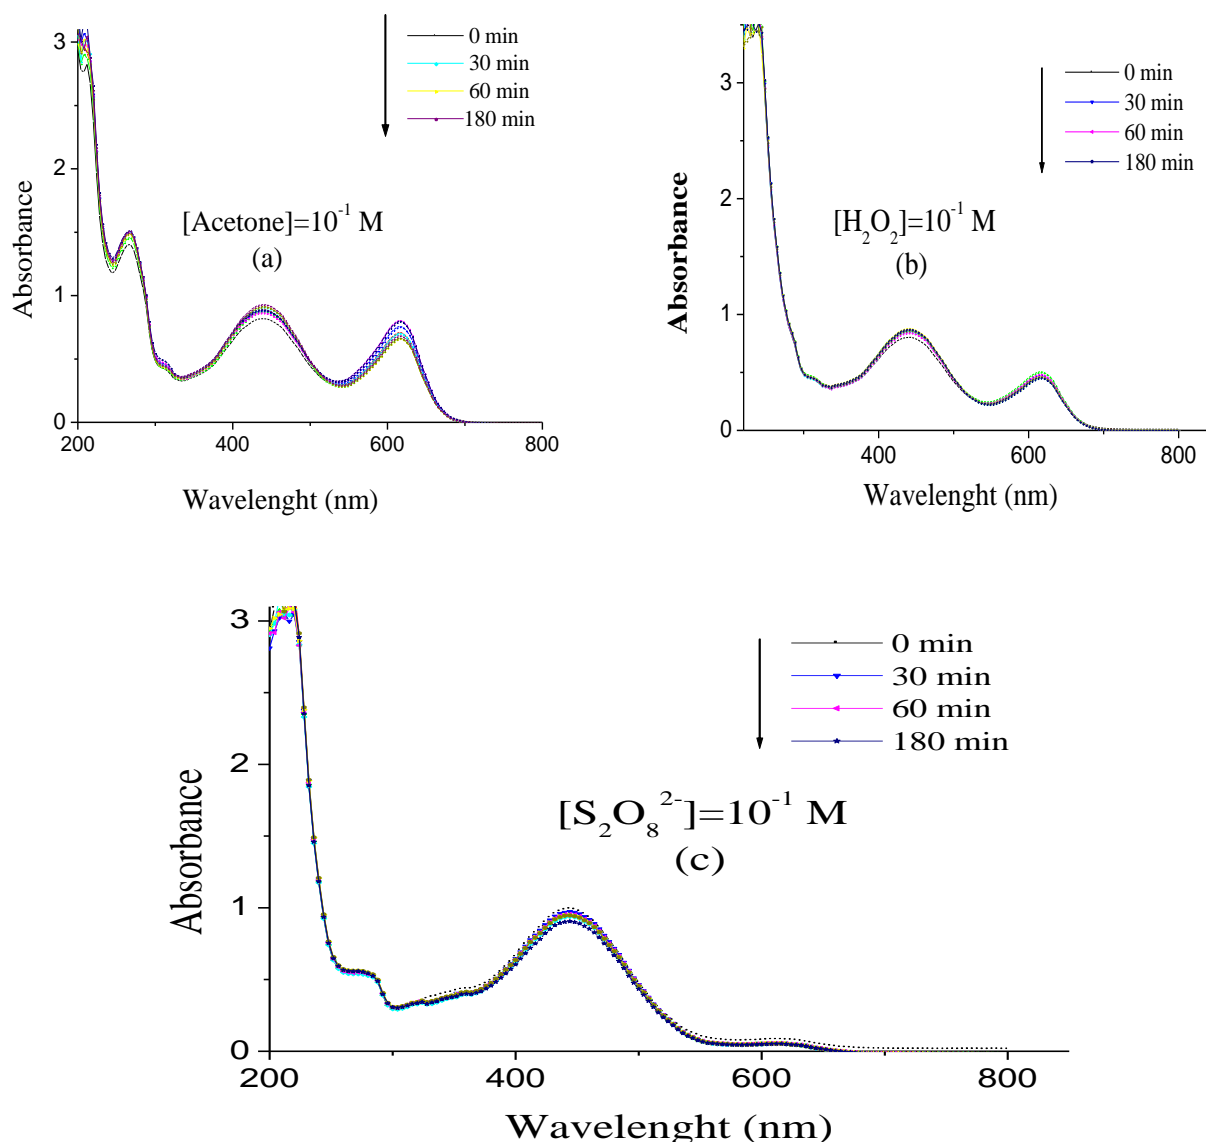 0 min
30 min
60 min
180 min
[Acetone]=10⁻¹ M
(a)
Absorbance
3
2
1
0
200
400
600
800
Wavelenght (nm)
0 min
30 min
60 min
180 min
[H₂O₂]=10⁻¹ M
(b)
Absorbance
3
2
1
0
400
600
800
Wavelenght (nm)
0 min
30 min
60 min
180 min
[S₂O₈²⁻]=10⁻¹ M
(c)
Absorbance
3
2
1
0
200
400
600
800
Wavelenght (nm)